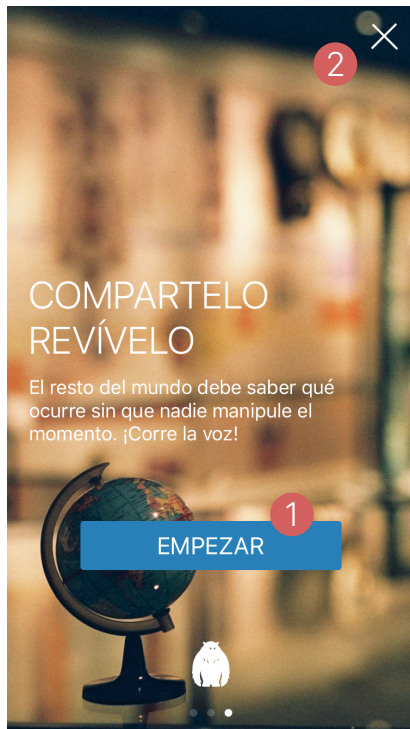 2
COMPARTELO
REVÍVELO
El resto del mundo debe saber qué
ocurre sin que nadie manipule el
momento. ¡Corre la voz!
1
EMPEZAR